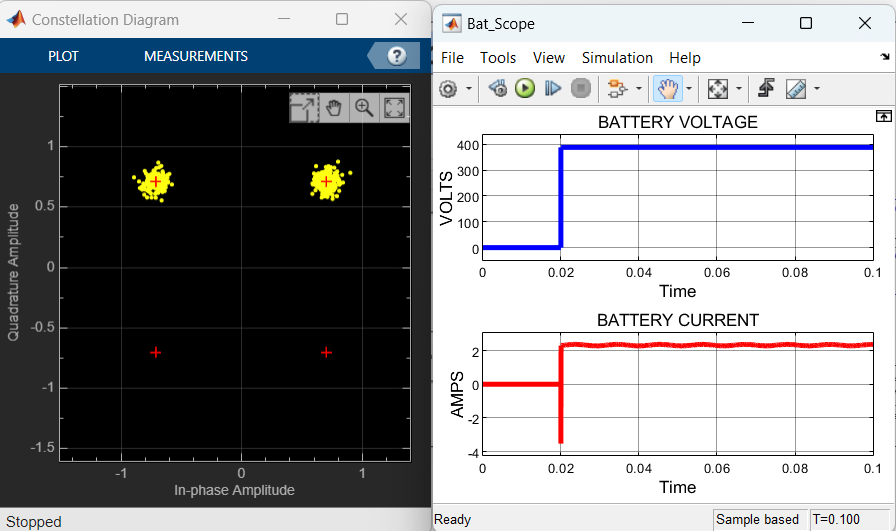 Constellation Diagram
PLOT MEASUREMENTS ?
1
0.5
0
-0.5
-1
-1.5
Quadrature Amplitude
-1 0 1
In-phase Amplitude
Stopped
Bat_Scope
File Tools View Simulation Help
BATTERY VOLTAGE
400
300
200
100
0
VOLTS
0 0.02 0.04 0.06 0.08 0.1
Time
BATTERY CURRENT
2
0
-2
-4
AMPS
0 0.02 0.04 0.06 0.08 0.1
Time
Ready Sample based T=0.100